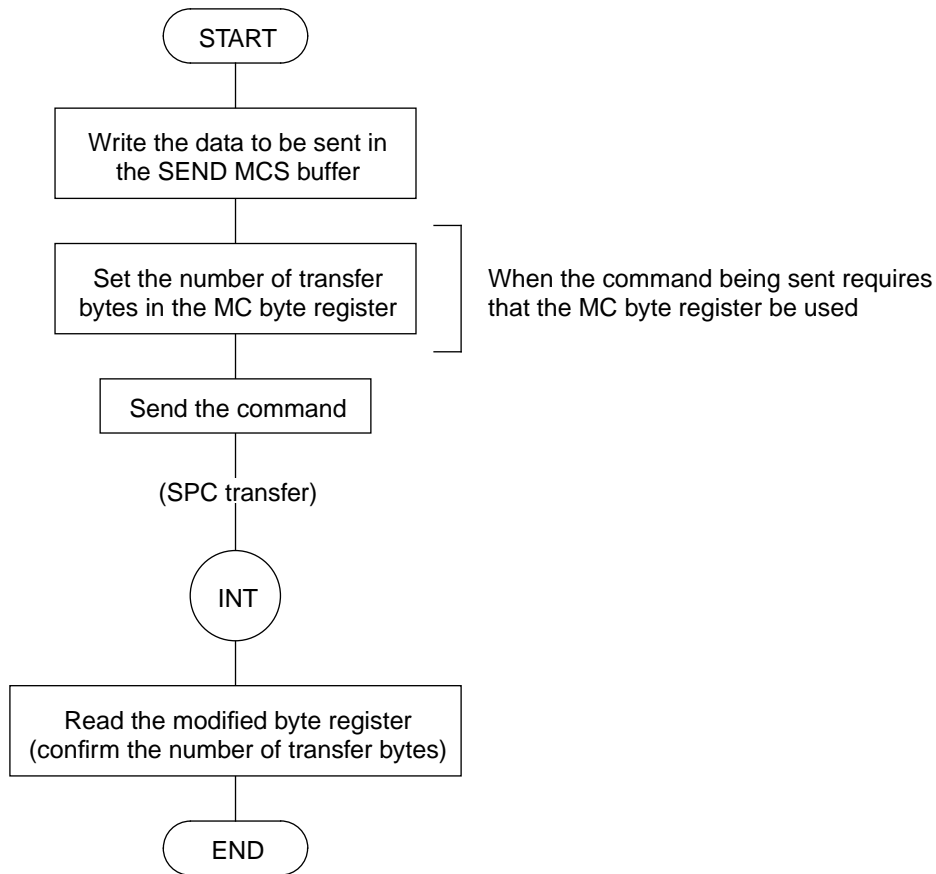 START
Write the data to be sent in
the SEND MCS buffer
Set the number of transfer
bytes in the MC byte register
When the command being sent requires
that the MC byte register be used
Send the command
(SPC transfer)
INT
Read the modified byte register
(confirm the number of transfer bytes)
END